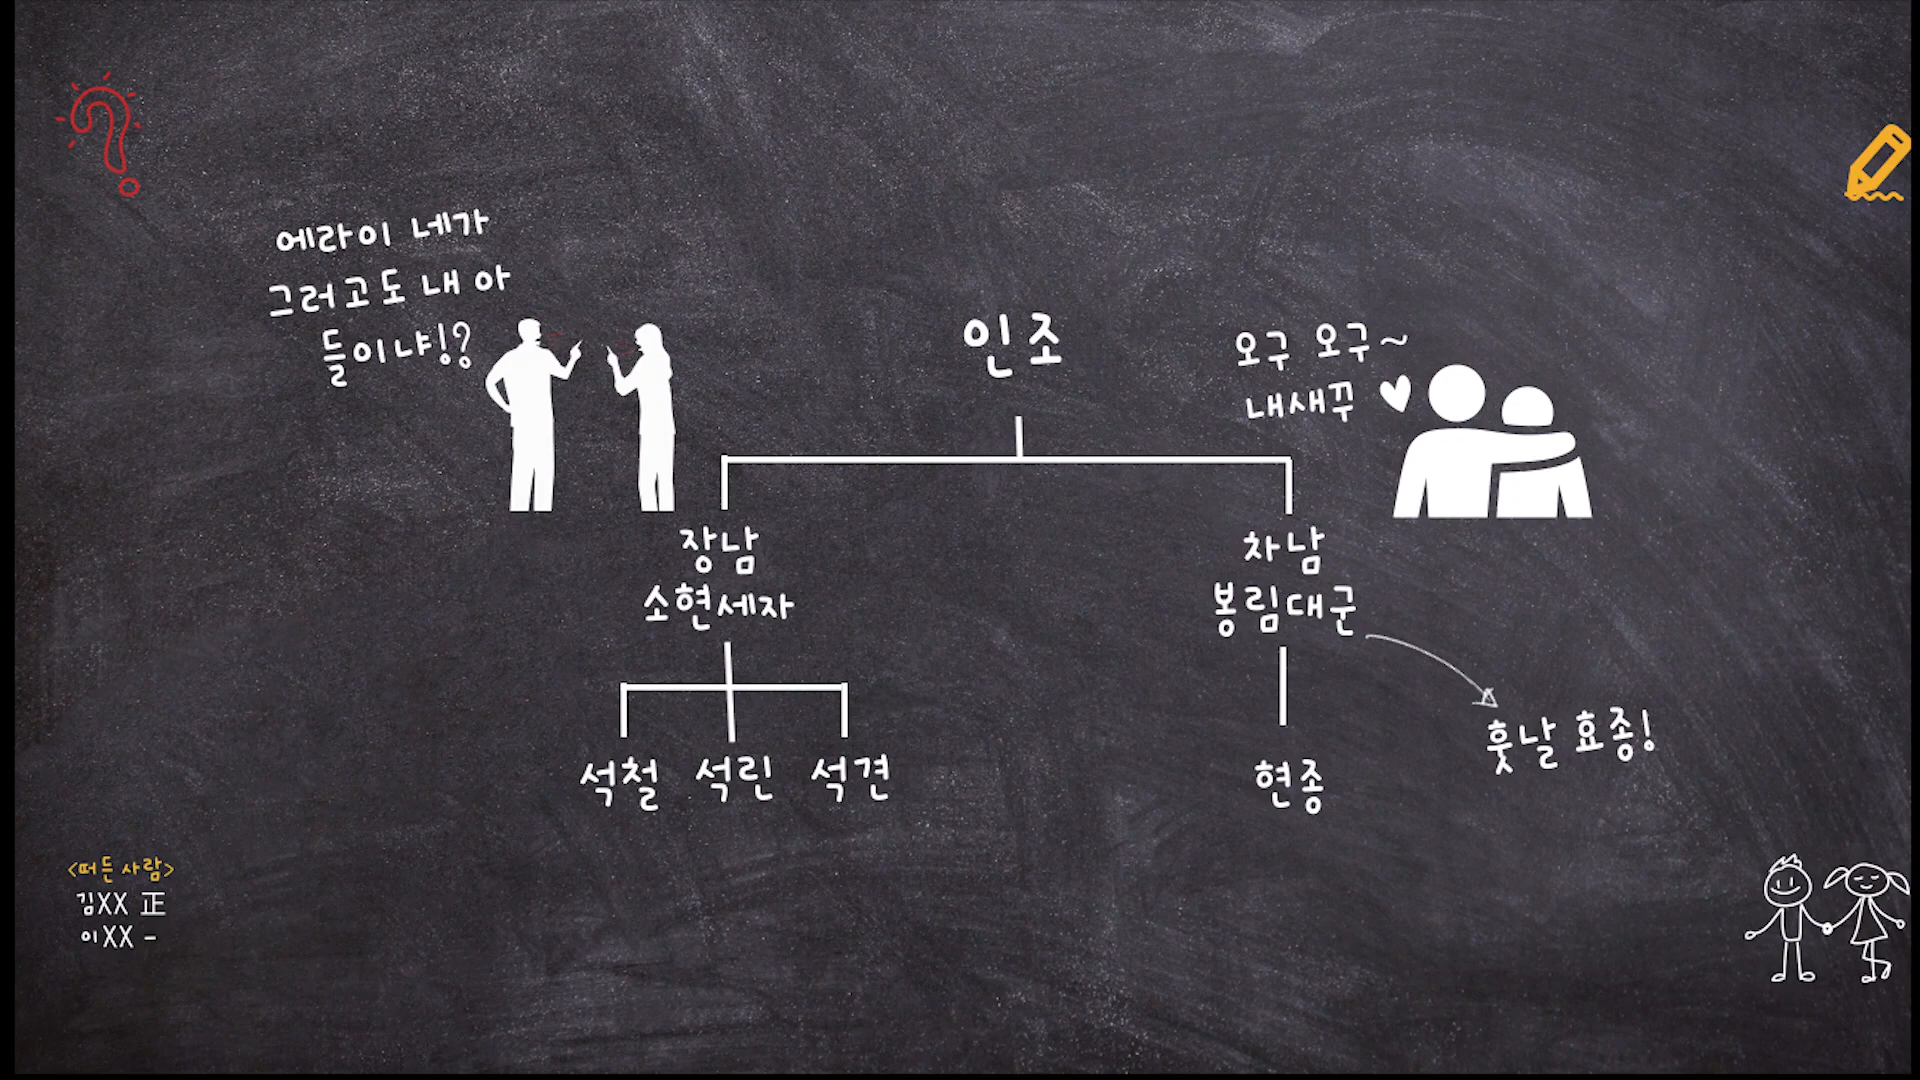 에라이 네가
그러고도 내 아
들이냐!?
인조
오구 오구~
내새꾸
장남
소현세자
차남
봉림대군
석철 석린 석견
현종
훗날 효종!
<떠든 사람>
김XX 正
이XX -